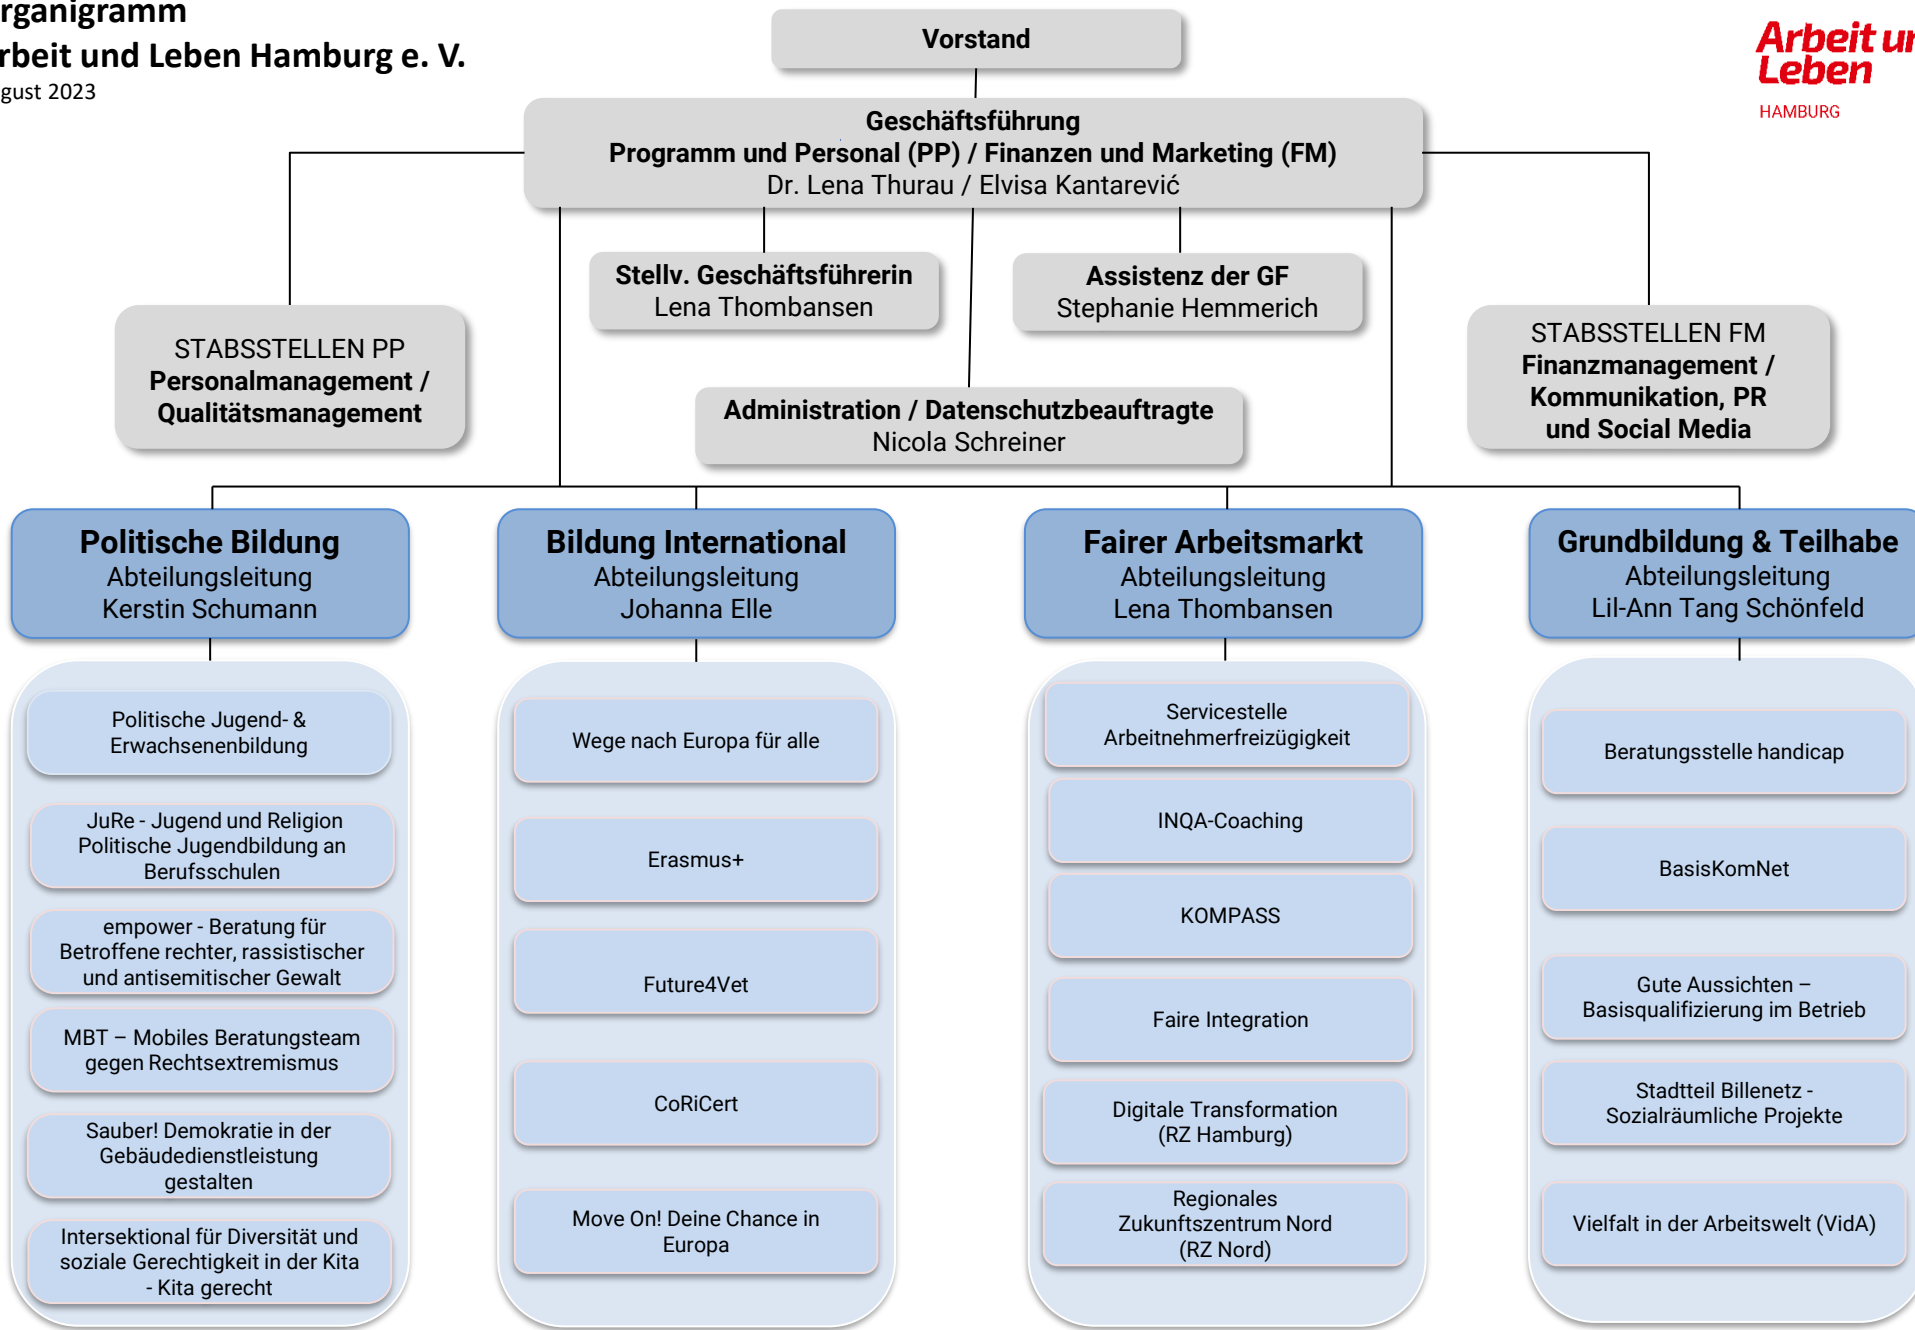 rganigramm
rbeit und Leben Hamburg e. V.
gust 2023
Arbeit un
Leben
HAMBURG
Vorstand
Geschäftsführung
Programm und Personal (PP) / Finanzen und Marketing (FM)
Dr. Lena Thurau / Elvisa Kantarević
Stellv. Geschäftsführerin
Lena Thombansen
Assistenz der GF
Stephanie Hemmerich
STABSSTELLEN PP
Personalmanagement /
Qualitätsmanagement
STABSSTELLEN FM
Finanzmanagement /
Kommunikation, PR
und Social Media
Administration / Datenschutzbeauftragte
Nicola Schreiner
Politische Bildung
Abteilungsleitung
Kerstin Schumann
Politische Jugend- &
Erwachsenenbildung
JuRe - Jugend und Religion
Politische Jugendbildung an
Berufsschulen
empower - Beratung für
Betroffene rechter, rassistischer
und antisemitischer Gewalt
MBT – Mobiles Beratungsteam
gegen Rechtsextremismus
Sauber! Demokratie in der
Gebäudedienstleistung
gestalten
Intersektional für Diversität und
soziale Gerechtigkeit in der Kita
- Kita gerecht
Bildung International
Abteilungsleitung
Johanna Elle
Wege nach Europa für alle
Erasmus+
Future4Vet
CoRiCert
Move On! Deine Chance in
Europa
Fairer Arbeitsmarkt
Abteilungsleitung
Lena Thombansen
Servicestelle
Arbeitnehmerfreizügigkeit
INQA-Coaching
KOMPASS
Faire Integration
Digitale Transformation
(RZ Hamburg)
Regionales
Zukunftszentrum Nord
(RZ Nord)
Grundbildung & Teilhabe
Abteilungsleitung
Lil-Ann Tang Schönfeld
Beratungsstelle handicap
BasisKomNet
Gute Aussichten –
Basisqualifizierung im Betrieb
Stadtteil Billenetz -
Sozialräumliche Projekte
Vielfalt in der Arbeitswelt (VidA)